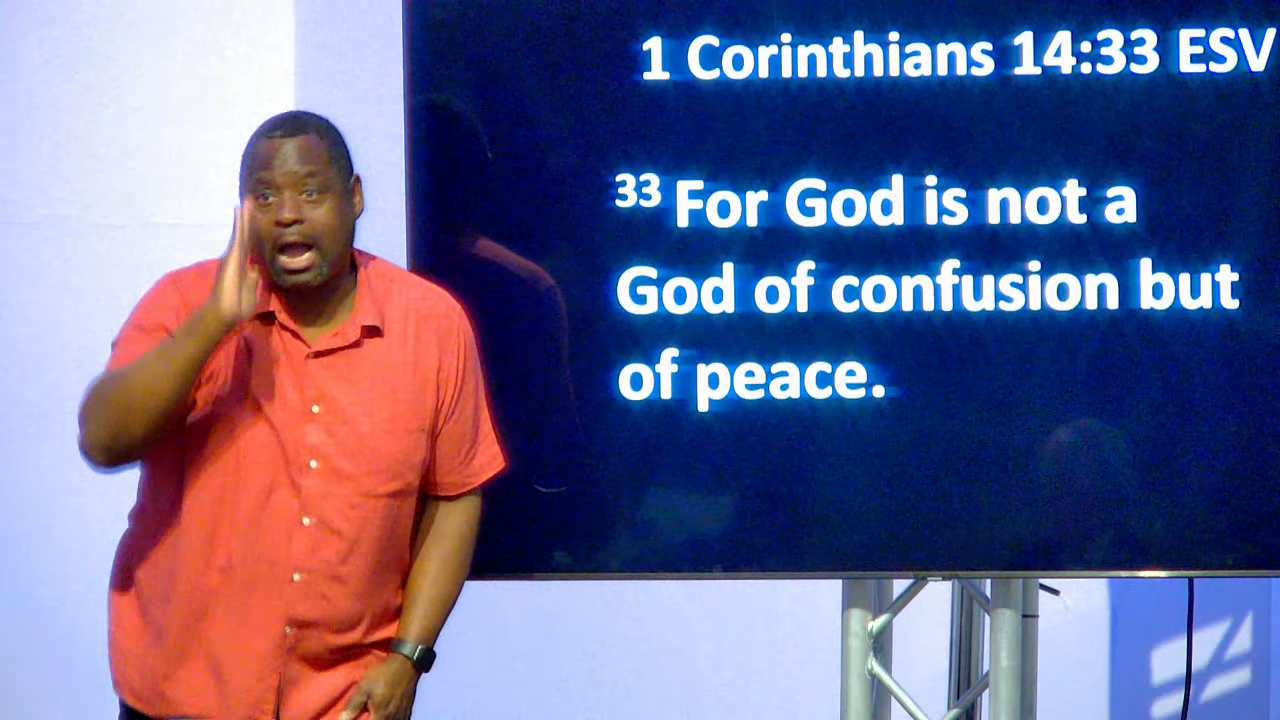 1 Corinthians 14:33 ESV
33 For God is not a
God of confusion but
of peace.